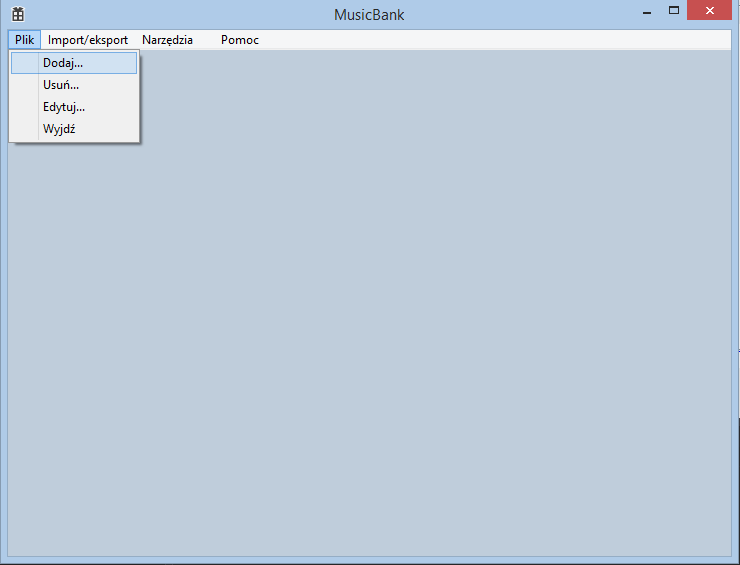 MusicBank
Plik Import/eksport Narzędzia Pomoc
Dodaj...
Usuń...
Edytuj...
Wyjdź